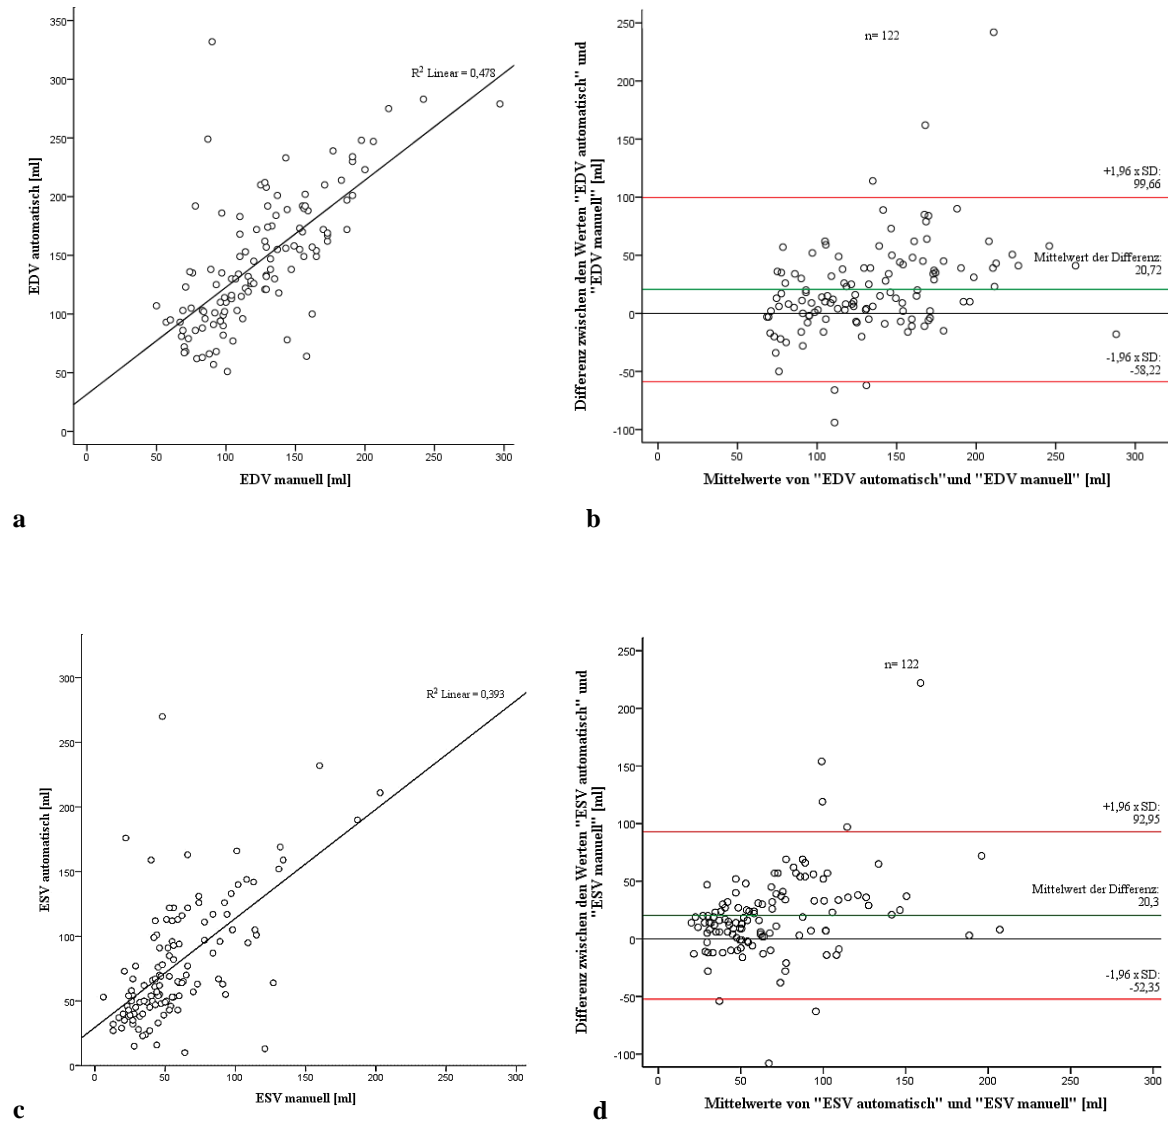 350
300
250
200
150
100
50
0
EDV automatisch [ml]
R² Linear = 0,478
0 50 100 150 200 250 300
EDV manuell [ml]
a
250
200
150
100
50
0
-50
-100
Differenz zwischen den Werten "EDV automatisch" und
"EDV manuell" [ml]
n= 122
+1,96 x SD:
99,66
Mittelwert der Differenz:
20,72
-1,96 x SD:
-58,22
0 50 100 150 200 250 300
Mittelwerte von "EDV automatisch"und "EDV manuell" [ml]
b
300
250
200
150
100
50
0
ESV automatisch [ml]
R² Linear = 0,393
0 50 100 150 200 250 300
ESV manuell [ml]
c
250
200
150
100
50
0
-50
-100
Differenz zwischen den Werten "ESV automatisch" und
"ESV manuell" [ml]
n= 122
+1,96 x SD:
92,95
Mittelwert der Differenz:
20,3
-1,96 x SD:
-52,35
0 50 100 150 200 250 300
Mittelwerte von "ESV automatisch" und "ESV manuell" [ml]
d